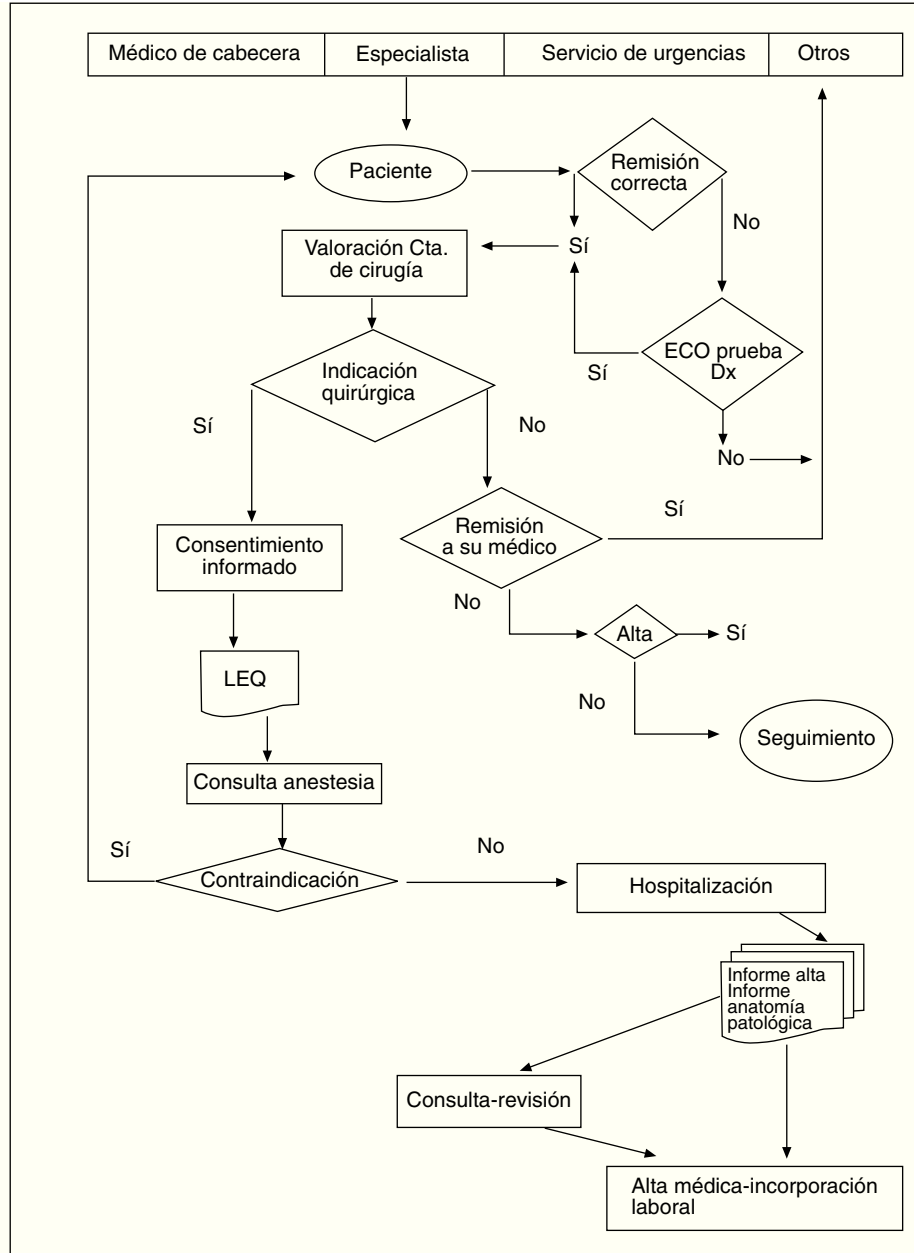 Médico de cabecera
Especialista
Servicio de urgencias
Otros
Paciente
Remisión
correcta
No
Sí
Valoración Cta.
de cirugía
ECO prueba
Dx
Sí
Indicación
quirúrgica
Sí
No
No
Remisión
a su médico
Sí
Consentimiento
informado
No
Alta
Sí
LEQ
No
Seguimiento
Consulta anestesia
Sí
Contraindicación
No
Hospitalización
Informe alta
Informe
anatomía
patológica
Consulta-revisión
Alta médica-incorporación
laboral